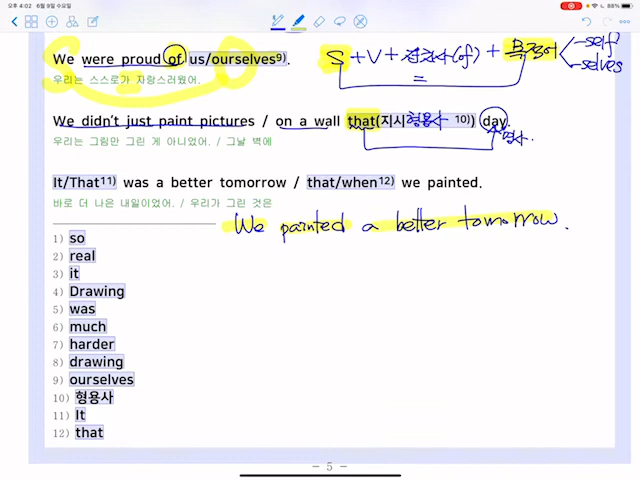 오후 4:02 6월 9일 수요일
88%
We were proud of us/ourselves9).
S + V + 전치사(of) + 목적어 -self
-selves
우리는 스스로가 자랑스러웠어.
We didn't just paint pictures / on a wall that(지시형용사 10)) day.
명사.
우리는 그림만 그린 게 아니었어. / 그날 벽에
It/That11) was a better tomorrow / that/when12) we painted.
바로 더 나은 내일이었어. / 우리가 그린 것은
We painted a better tomorrow.
1) so
2) real
3) it
4) Drawing
5) was
6) much
7) harder
8) drawing
9) ourselves
10) 형용사
11) It
12) that
- 5 -